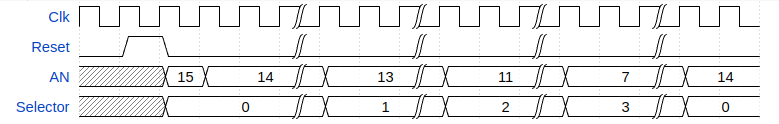 Clk
Reset
AN 15 14 13 11 7 14
Selector 0 1 2 3 0